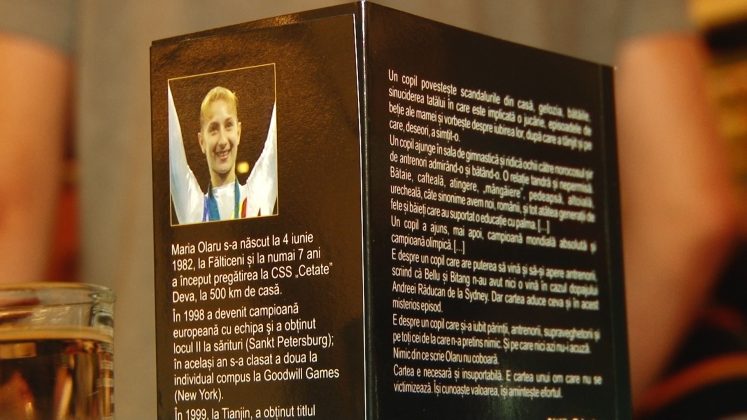 Maria Olaru s-a născut la 4 iunie
1982, la Fălticeni și la numai 7 ani
a început pregătirea la CSS „Cetate”
Deva, la 500 km de casă.
În 1998 a devenit campioană
europeană cu echipa și a obținut
locul II la sărituri (Sankt Petersburg);
în același an s-a clasat a doua la
individual compus la Goodwill Games
(New York).
În 1999, la Tianjin, a obținut titlul
Un copil povestește scandalurile din casă, gelozia, bătăile,
sinuciderea tatălui în care este implicată o jucărie, episoadele de
beție ale mamei și vorbește despre iubirea lor, după care a tânjit și pe
care, deseori, a simțit-o.
Un copil ajunge în sala de gimnastică și ridică ochii către norocosul șir
de antrenori admirând-o și bătând-o. O relație tandră și nepermisă.
Bătaie, cafteală, atingere, „mângâiere”, pedeapsă, altoială,
urecheală, câte sinonime avem noi, românii, și tot atâtea generații de
fete și băieți care au suportat o educație cu palma. [...]
Un copil a ajuns, mai apoi, campioană mondială absolută și
campioană olimpică. [...]
E despre un copil care are puterea să vină și să-și apere antrenorii,
scriind că Bellu și Bitang n-au avut nici o vină în cazul dopajului
Andreei Răducan de la Sydney. Dar cartea aduce ceva și în acest
misterios episod.
E despre un copil care și-a iubit părinții, antrenorii, supraveghetorii și
pe toți cei de la care n-a pretins nimic. Și pe care nici azi nu-i acuză.
Nimic din ce scrie Olaru nu coboară.
Cartea e necesară și insuportabilă. E cartea unui om care nu se
victimizează. Își cunoaște valoarea, își amintește efortul.